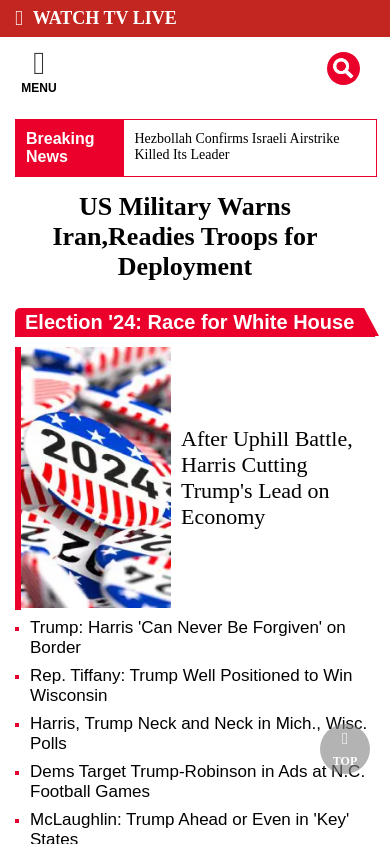 WATCH TV LIVE
MENU
Breaking
News
Hezbollah Confirms Israeli Airstrike
Killed Its Leader
US Military Warns
Iran,Readies Troops for
Deployment
Election '24: Race for White House
2024
After Uphill Battle,
Harris Cutting
Trump's Lead on
Economy
Trump: Harris 'Can Never Be Forgiven' on
Border
Rep. Tiffany: Trump Well Positioned to Win
Wisconsin
Harris, Trump Neck and Neck in Mich., Wisc.
Polls
Dems Target Trump-Robinson in Ads at N.C.
Football Games
TOP
McLaughlin: Trump Ahead or Even in 'Key'
States